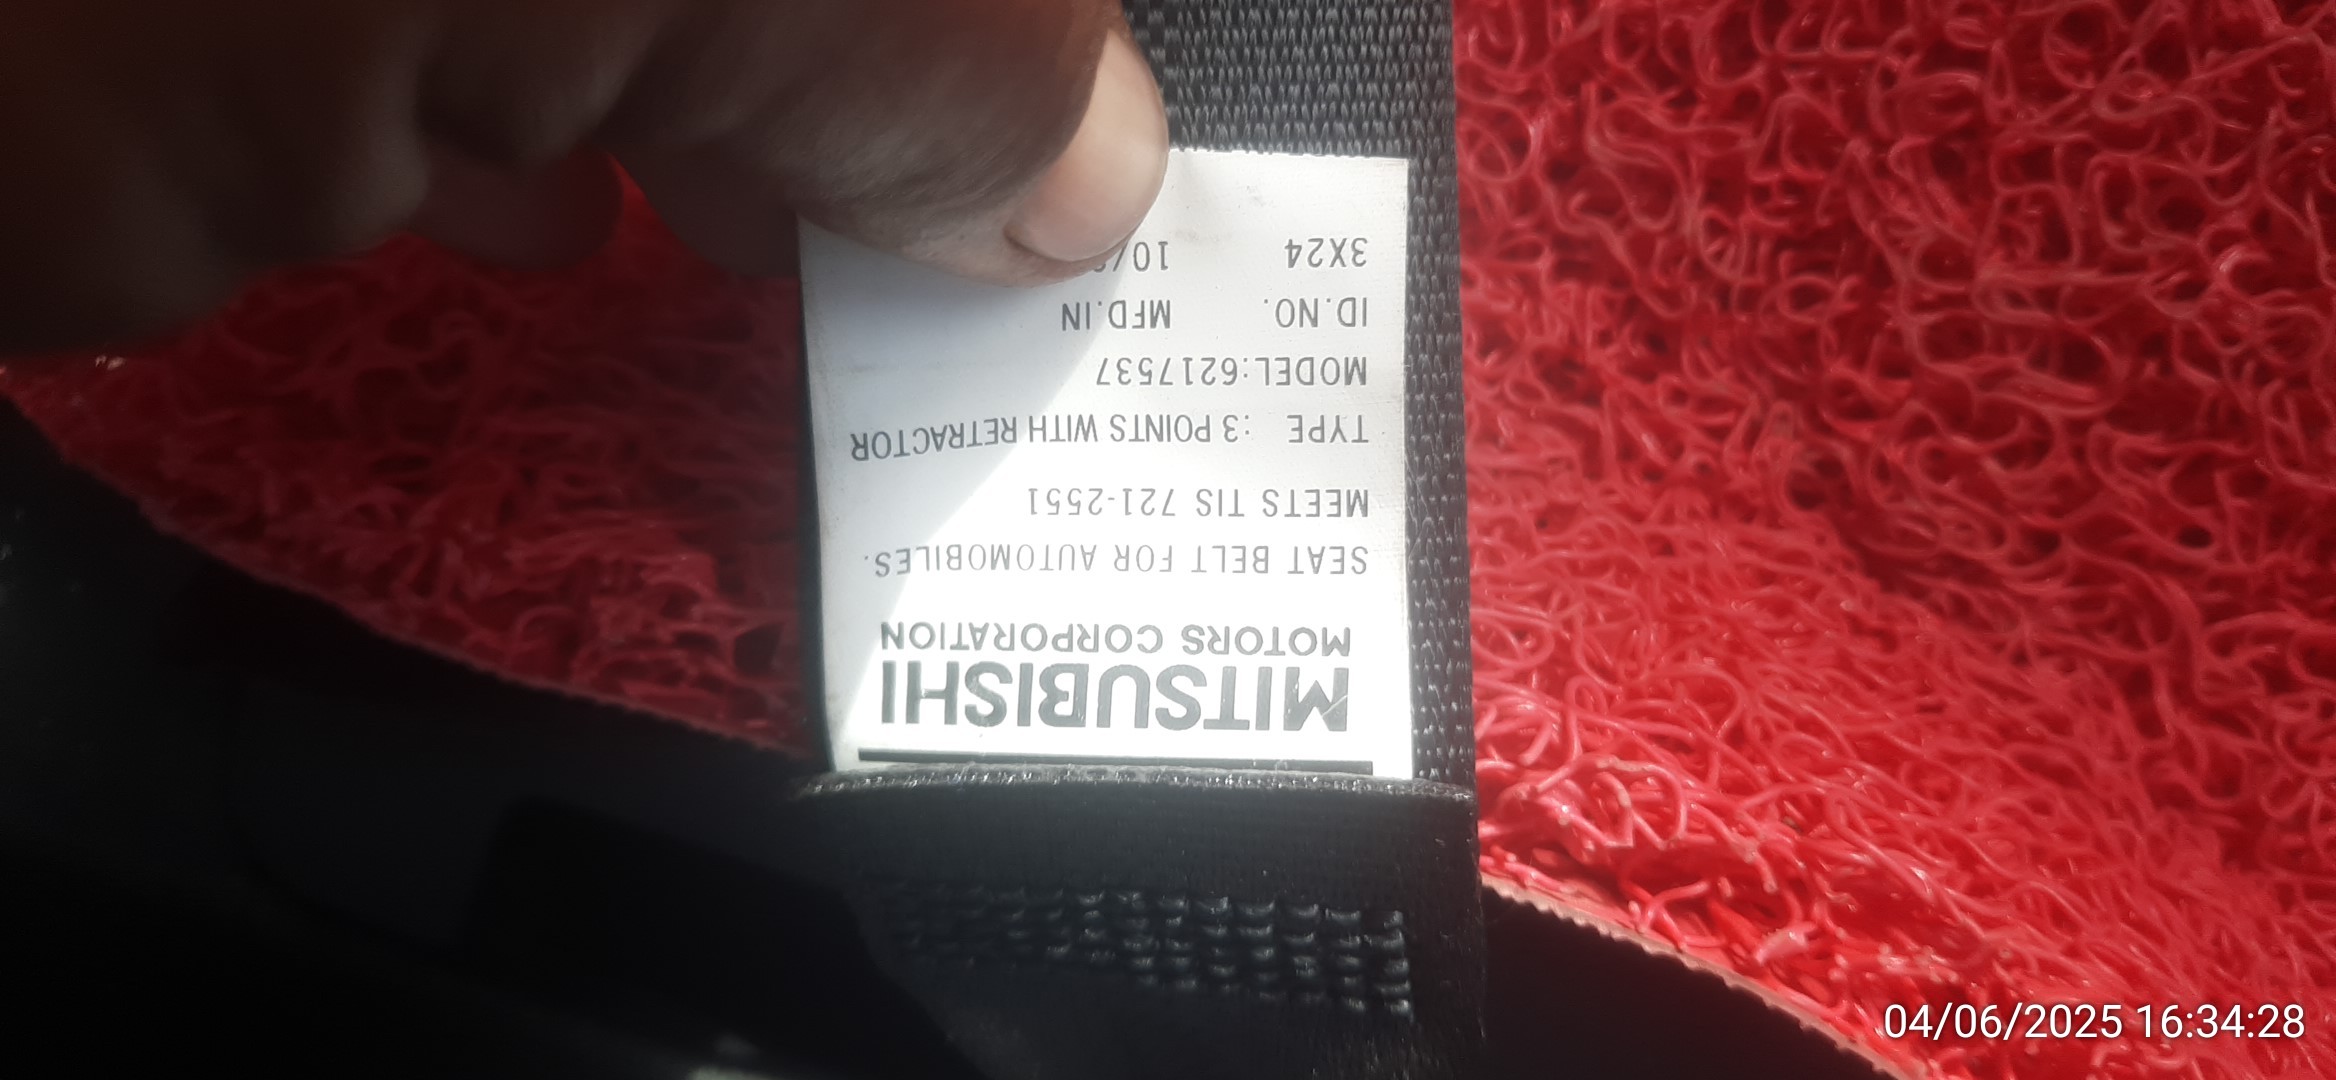 MITSUBISHI
MOTORS CORPORATION
SEAT BELT FOR AUTOMOBILES.
MEETS TIS 721-2551
TYPE :3 POINTS WITH RETRACTOR
MODEL:6217537
ID.NO. MFD.IN
3X24 10/
04/06/2025 16:34:28